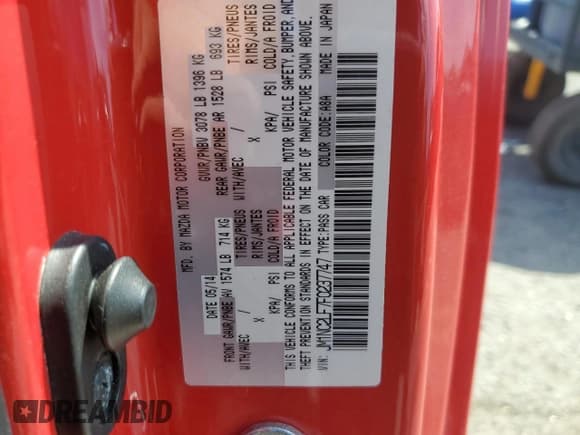 MFD. BY MAZDA MOTOR CORPORATION
DATE 05/14 GVWR/PNBV 3078 LB 1396 KG
FRONT GAWR/PNBE AV 1574 LB 714 KG REAR GAWR/PNBE AR 1528 LB 693 KG
WITH/AVEC / TIRES/PNEUS WITH/AVEC / TIRES/PNEUS
X RIMS/JANTES X RIMS/JANTES
KPA/ PSI COLD/A FROID KPA/ PSI COLD/A FROID
THIS VEHICLE CONFORMS TO ALL APPLICABLE FEDERAL MOTOR VEHICLE SAFETY, BUMPER, AND
THEFT PREVENTION STANDARDS IN EFFECT ON THE DATE OF MANUFACTURE SHOWN ABOVE.
VIN: JM1NC2LF7F0237747 TYPE:PASS CAR COLOR CODE:A8A MADE IN JAPAN
DREAMBID